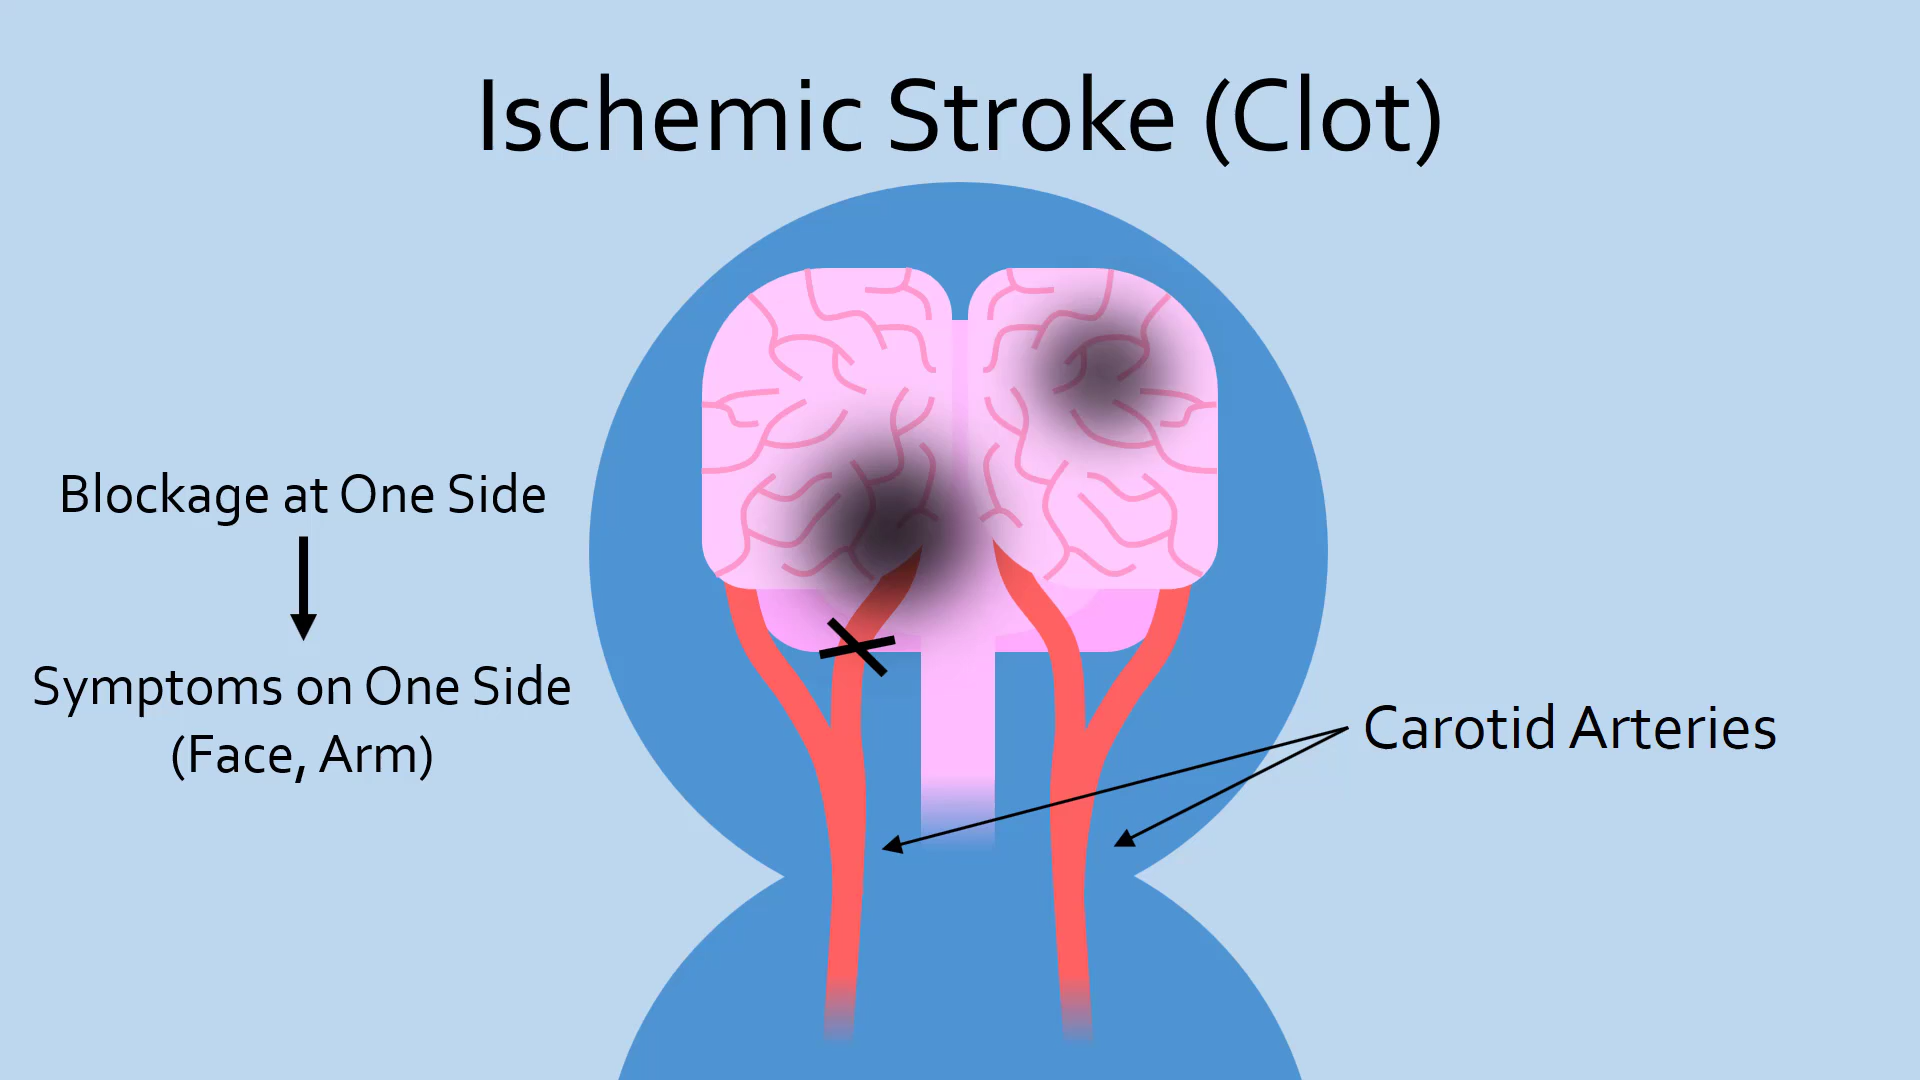 Ischemic Stroke (Clot)
Blockage at One Side
Symptoms on One Side
(Face, Arm)
Carotid Arteries